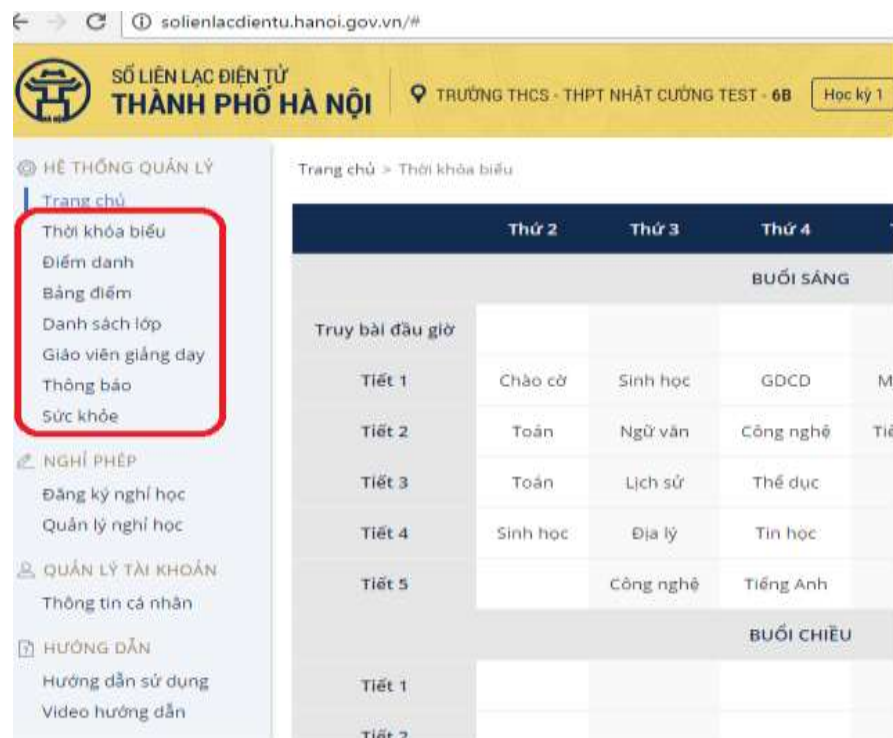 solienlacdientu.hanoi.gov.vn/#
SỔ LIÊN LẠC ĐIỆN TỬ
THÀNH PHỐ HÀ NỘI
TRƯỜNG THCS - THPT NHẬT CƯỜNG TEST - 6B
Học kỳ 1
HỆ THỐNG QUẢN LÝ
Trang chủ
Thời khóa biểu
Điểm danh
Bảng điểm
Danh sách lớp
Giáo viên giảng dạy
Thông báo
Sức khỏe
NGHỈ PHÉP
Đăng ký nghỉ học
Quản lý nghỉ học
QUẢN LÝ TÀI KHOẢN
Thông tin cá nhân
HƯỚNG DẪN
Hướng dẫn sử dụng
Video hướng dẫn
Trang chủ > Thời khóa biểu
Thứ 2 Thứ 3 Thứ 4
BUỔI SÁNG
Truy bài đầu giờ
Tiết 1 Chào cờ Sinh học GDCD
Tiết 2 Toán Ngữ văn Công nghệ
Tiết 3 Toán Lịch sử Thể dục
Tiết 4 Sinh học Địa lý Tin học
Tiết 5 Công nghệ Tiếng Anh
BUỔI CHIỀU
Tiết 1
Tiết 2